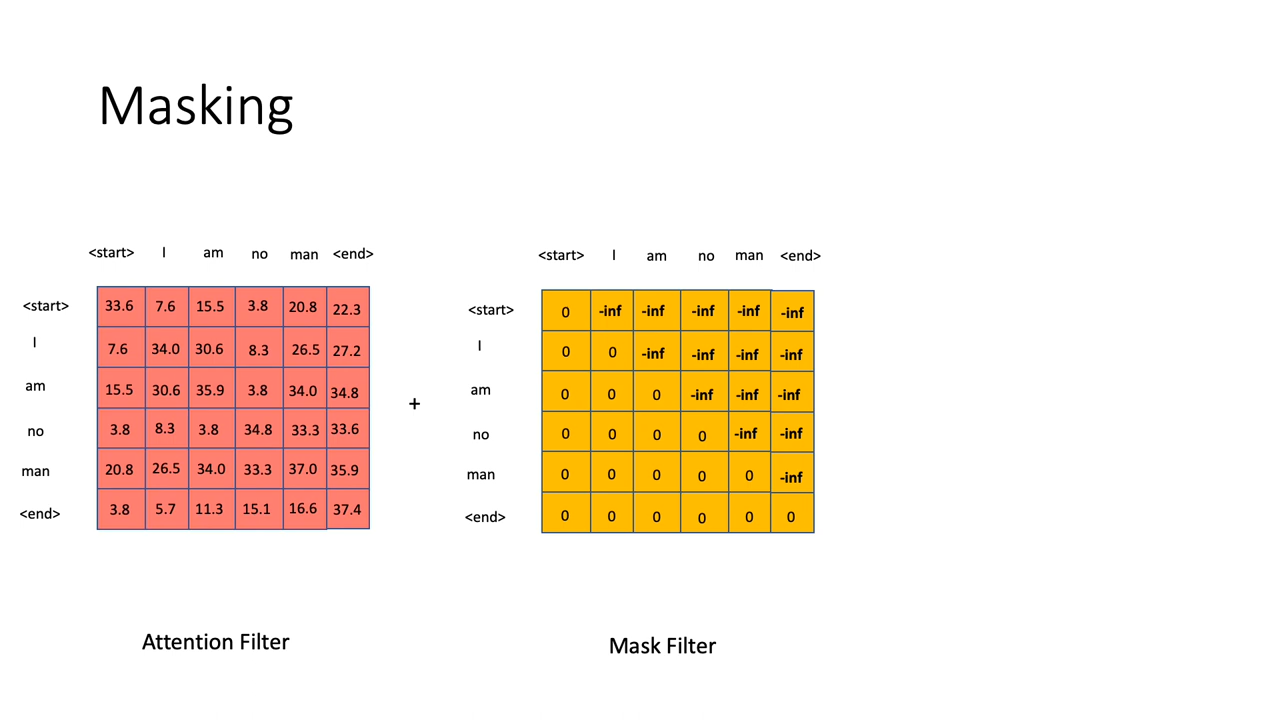 Masking
<start> I am no man <end>
<start> 33.6 7.6 15.5 3.8 20.8 22.3
I 7.6 34.0 30.6 8.3 26.5 27.2
am 15.5 30.6 35.9 3.8 34.0 34.8
no 3.8 8.3 3.8 34.8 33.3 33.6
man 20.8 26.5 34.0 33.3 37.0 35.9
<end> 3.8 5.7 11.3 15.1 16.6 37.4
Attention Filter
+
<start> I am no man <end>
<start> 0 -inf -inf -inf -inf -inf
I 0 0 -inf -inf -inf -inf
am 0 0 0 -inf -inf -inf
no 0 0 0 0 -inf -inf
man 0 0 0 0 0 -inf
<end> 0 0 0 0 0 0
Mask Filter